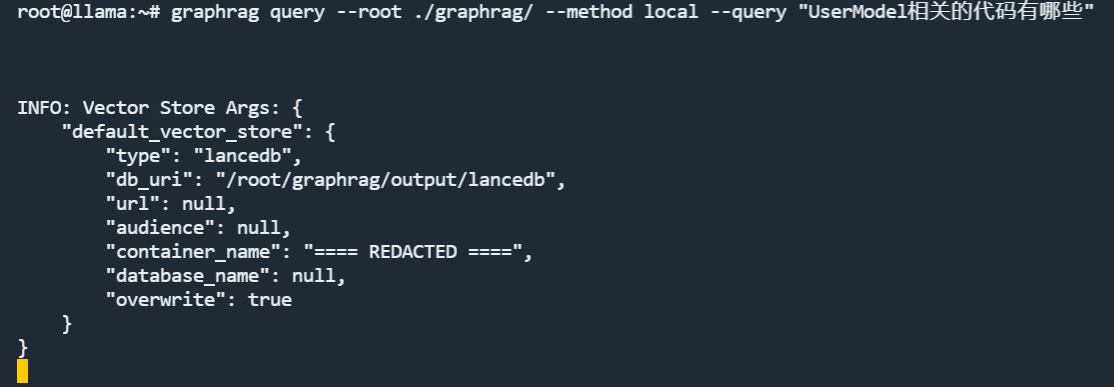 root@llama:~# graphrag query --root ./graphrag/ --method local --query "UserModel相关的代码有哪些"
INFO: Vector Store Args: {
    "default_vector_store": {
        "type": "lancedb",
        "db_uri": "/root/graphrag/output/lancedb",
        "url": null,
        "audience": null,
        "container_name": "==== REDACTED ====",
        "database_name": null,
        "overwrite": true
    }
}